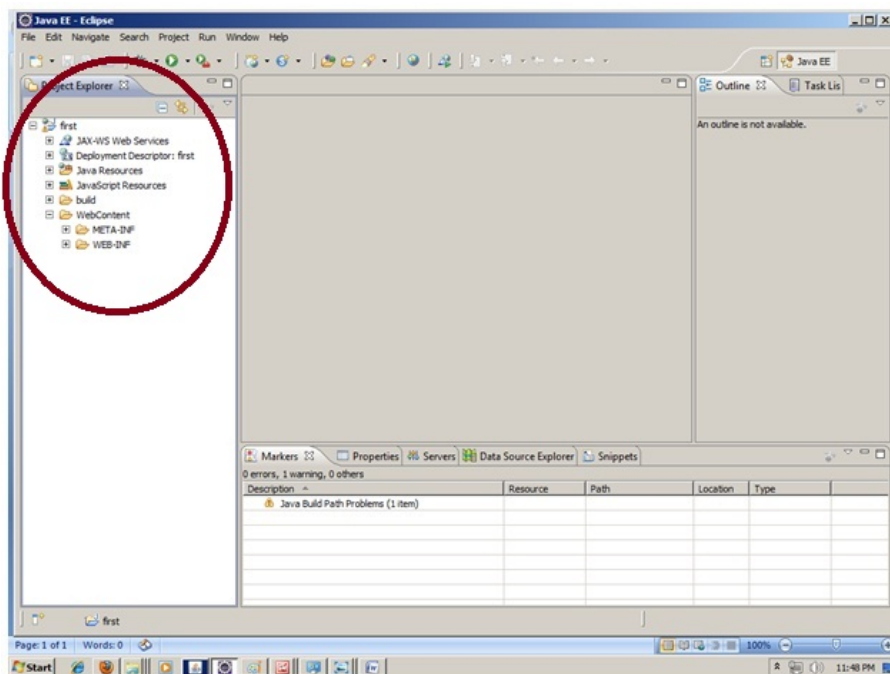 Java EE - Eclipse
File Edit Navigate Search Project Run Window Help
Java EE
Project Explorer
Outline
Task Lis
An outline is not available.
first
JAX-WS Web Services
Deployment Descriptor: first
Java Resources
JavaScript Resources
build
WebContent
META-INF
WEB-INF
Markers
Properties
Servers
Data Source Explorer
Snippets
0 errors, 1 warning, 0 others
Description
Resource
Path
Location
Type
Java Build Path Problems (1 item)
first
Page: 1 of 1
Words: 0
100%
Start
11:48 PM